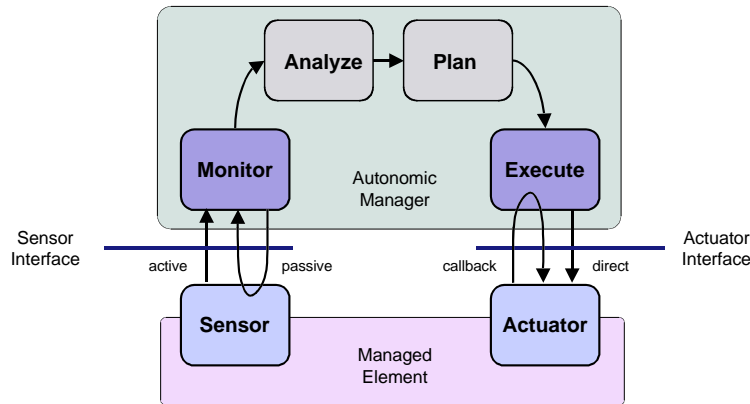 Analyze
Plan
Monitor
Execute
Autonomic
Manager
Sensor
Interface
Actuator
Interface
active
passive
callback
direct
Sensor
Actuator
Managed
Element